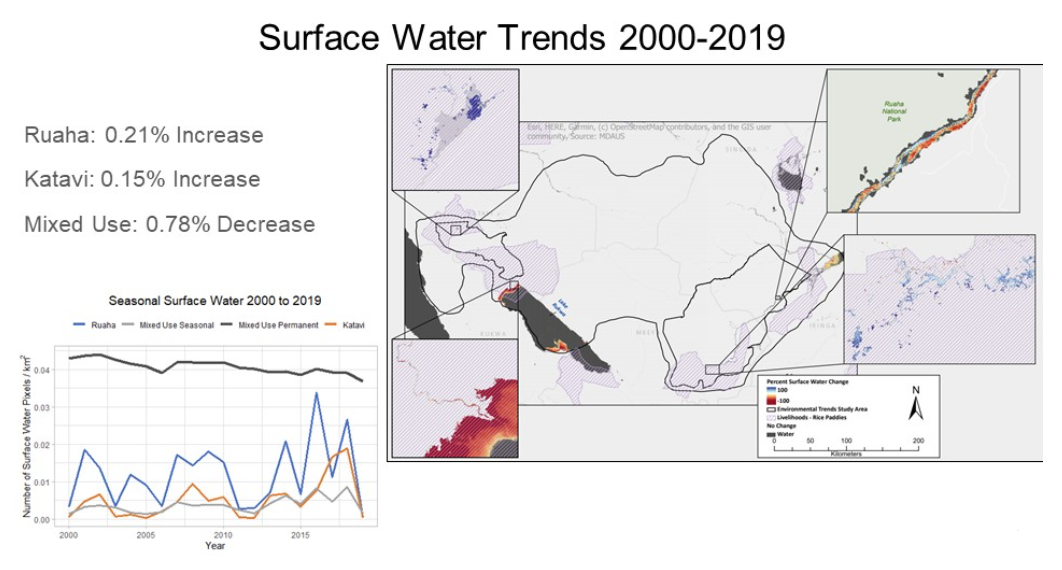 Surface Water Trends 2000-2019
Ruaha: 0.21% Increase
Katavi: 0.15% Increase
Mixed Use: 0.78% Decrease
Seasonal Surface Water 2000 to 2019
Ruaha
Mixed Use Seasonal
Mixed Use Permanent
Katavi
Number of Surface Water Pixels / km²
0.04
0.03
0.02
0.01
0.00
2000
2005
2010
2015
Year
Esri, HERE, Garmin, (c) OpenStreetMap contributors, and the GIS user
community, Source: MDAUS
SINGIDA
Ruaha
National
Park
Lake
Rukwa
RUKWA
MBEYA
IRINGA
Percent Surface Water Change
100
-100
Environmental Trends Study Area
Livelihoods - Rice Paddies
No Change
Water
N
0 50 100 200
Kilometers